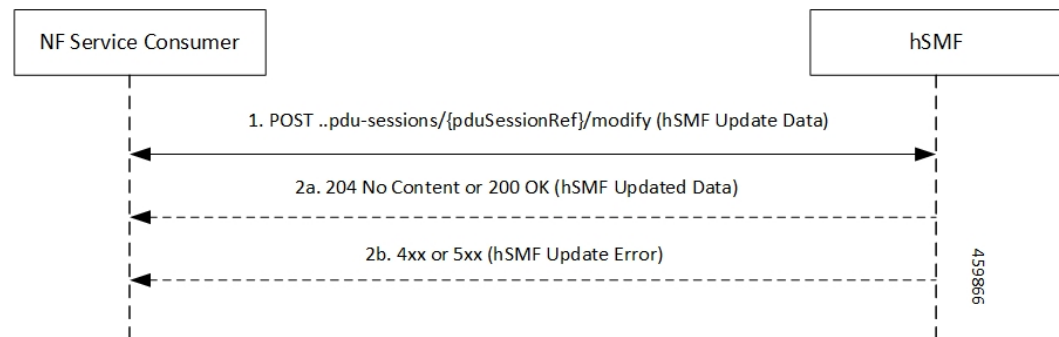 NF Service Consumer
hSMF
1. POST ..pdu-sessions/{pduSessionRef}/modify (hSMF Update Data)
2a. 204 No Content or 200 OK (hSMF Updated Data)
2b. 4xx or 5xx (hSMF Update Error)
459866